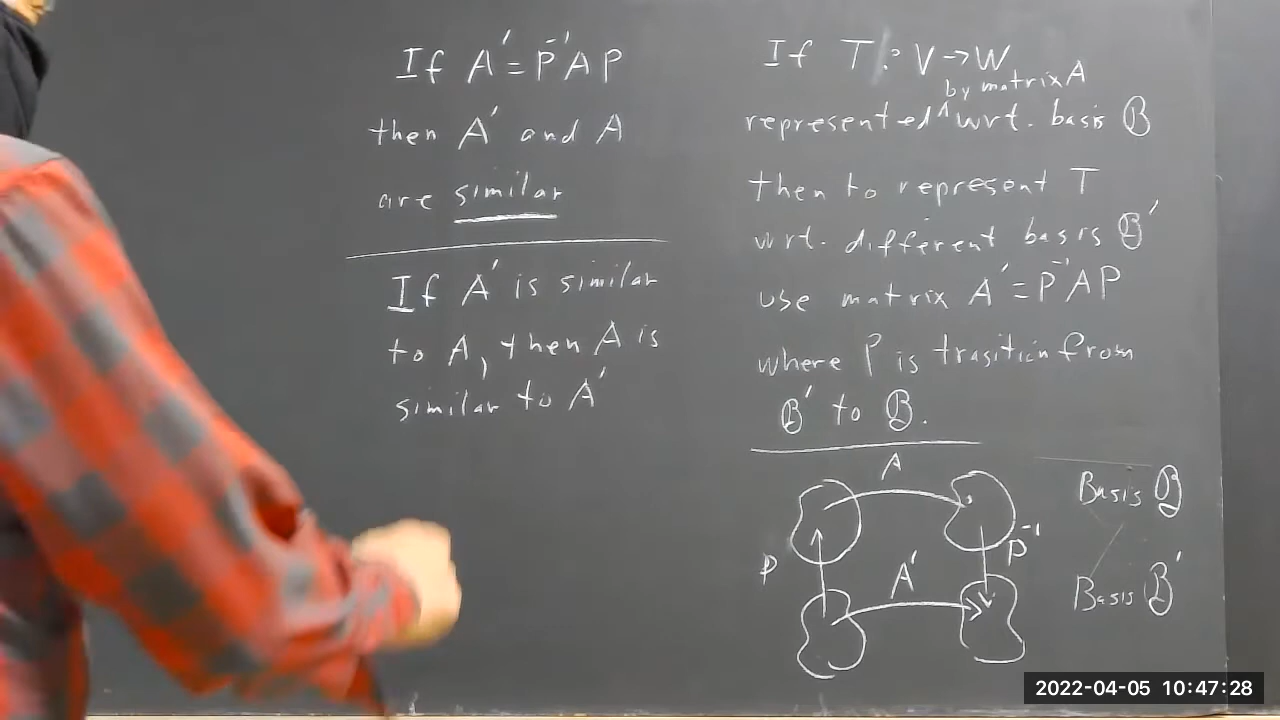 If A' = P⁻¹AP
then A' and A
are similar
If A' is similar
to A, then A is
similar to A'
If T: V→W
by matrix A
represented ^ wrt. basis B
then to represent T
wrt. different basis B'
use matrix A' = P⁻¹AP
where P is trasition from
B' to B.
A
Basis B
P
P⁻¹
A'
Basis B'
2022-04-05 10:47:28